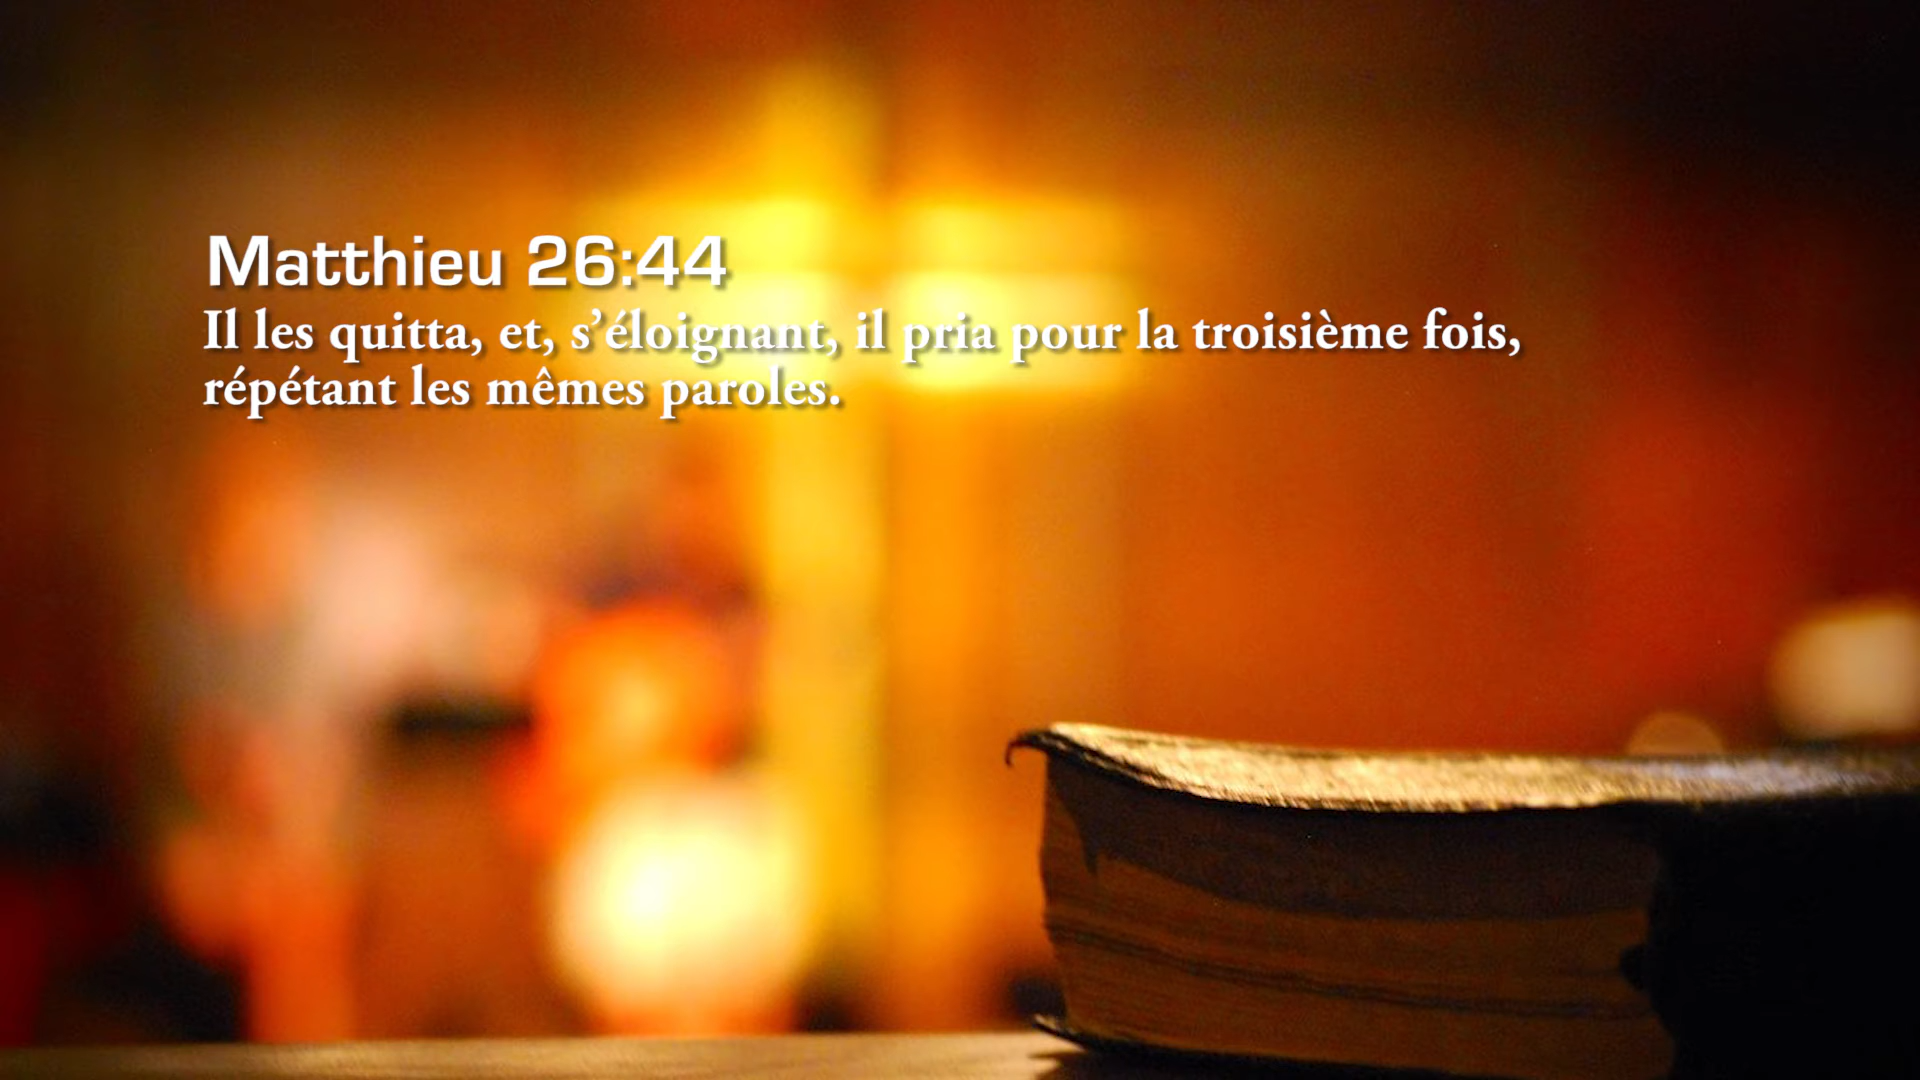 Matthieu 26:44
Il les quitta, et, s’éloignant, il pria pour la troisième fois,
répétant les mêmes paroles.